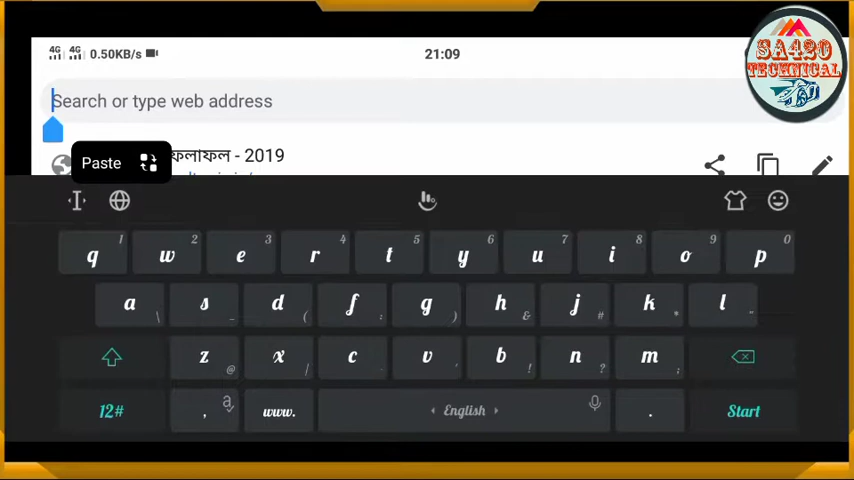 4G 4G 0.50KB/s 21:09
SA420
TECHNICAL
Search or type web address
Paste
ফলাফল - 2019
q 1 w 2 e 3 r 4 t 5 y 6 u 7 i 8 o 9 p 0
a \ s _ d ( f : g ) h & j # k * l "
z @ x / c v b ! n ? m ;
12# , a www. English . Start